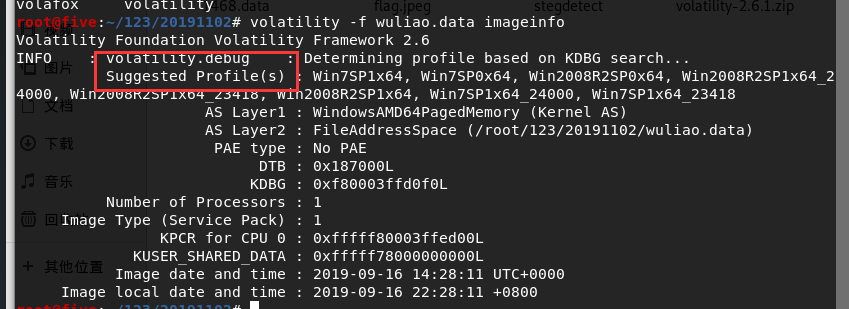 volafox    volatility
468.data flag.jpeg steqdetect volatility-2.6.1.zip
root@five:~/123/20191102# volatility -f wuliao.data imageinfo
Volatility Foundation Volatility Framework 2.6
INFO    : volatility.debug    : Determining profile based on KDBG search...
图片
Suggested Profile(s) : Win7SP1x64, Win7SP0x64, Win2008R2SP0x64, Win2008R2SP1x64_2
4000, Win2008R2SP1x64_23418, Win2008R2SP1x64, Win7SP1x64_24000, Win7SP1x64_23418
文档
AS Layer1 : WindowsAMD64PagedMemory (Kernel AS)
AS Layer2 : FileAddressSpace (/root/123/20191102/wuliao.data)
下载
PAE type : No PAE
DTB : 0x187000L
音乐
KDBG : 0xf80003ffd0f0L
Number of Processors : 1
Image Type (Service Pack) : 1
KPCR for CPU 0 : 0xfffff80003ffed00L
KUSER_SHARED_DATA : 0xfffff78000000000L
+ 其他位置
Image date and time : 2019-09-16 14:28:11 UTC+0000
Image local date and time : 2019-09-16 22:28:11 +0800
root@five:~/123/20191102#